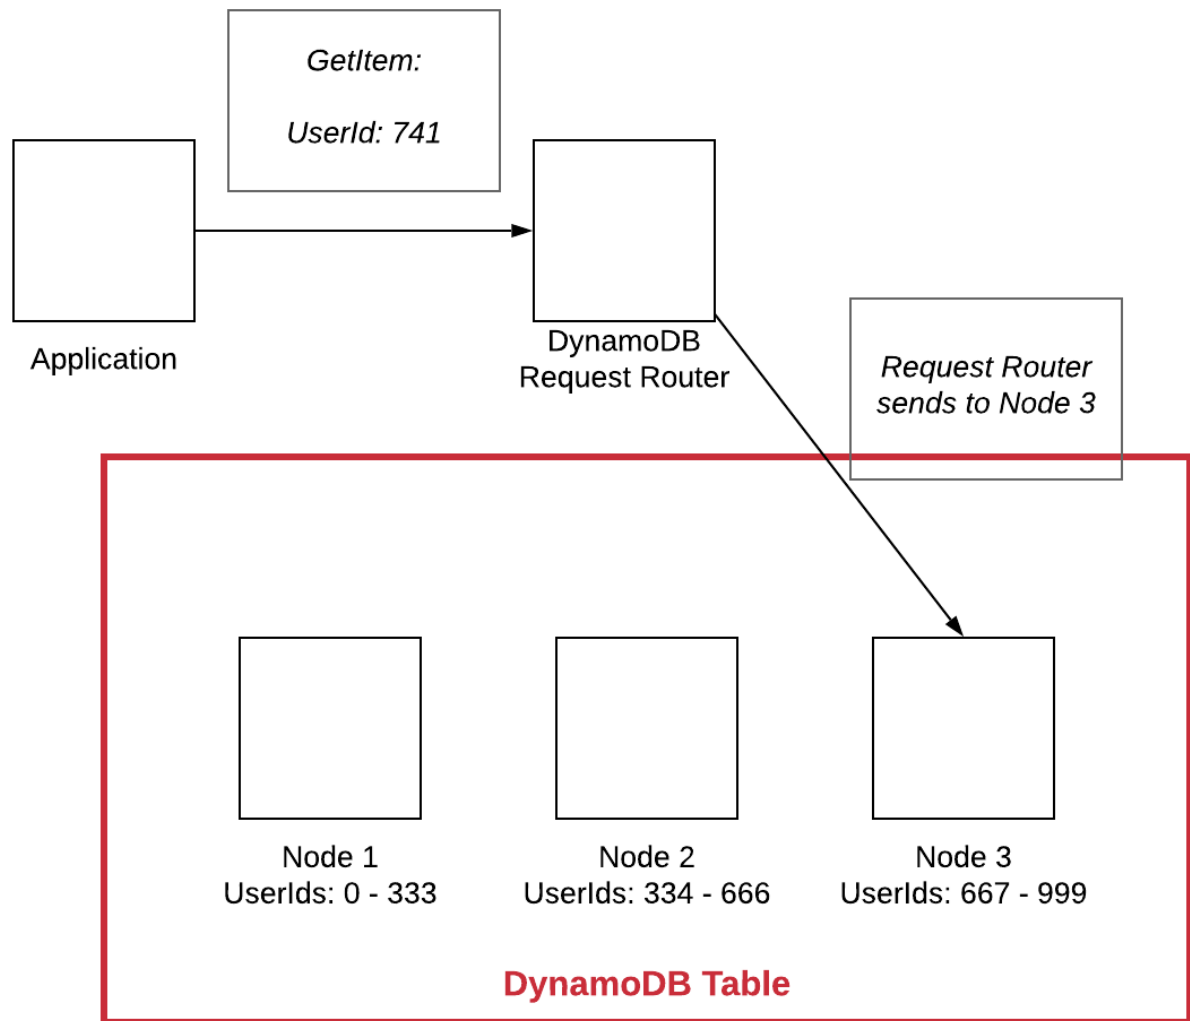 GetItem:
UserId: 741
Application
DynamoDB
Request Router
Request Router
sends to Node 3
Node 1
UserIds: 0 - 333
Node 2
UserIds: 334 - 666
Node 3
UserIds: 667 - 999
DynamoDB Table